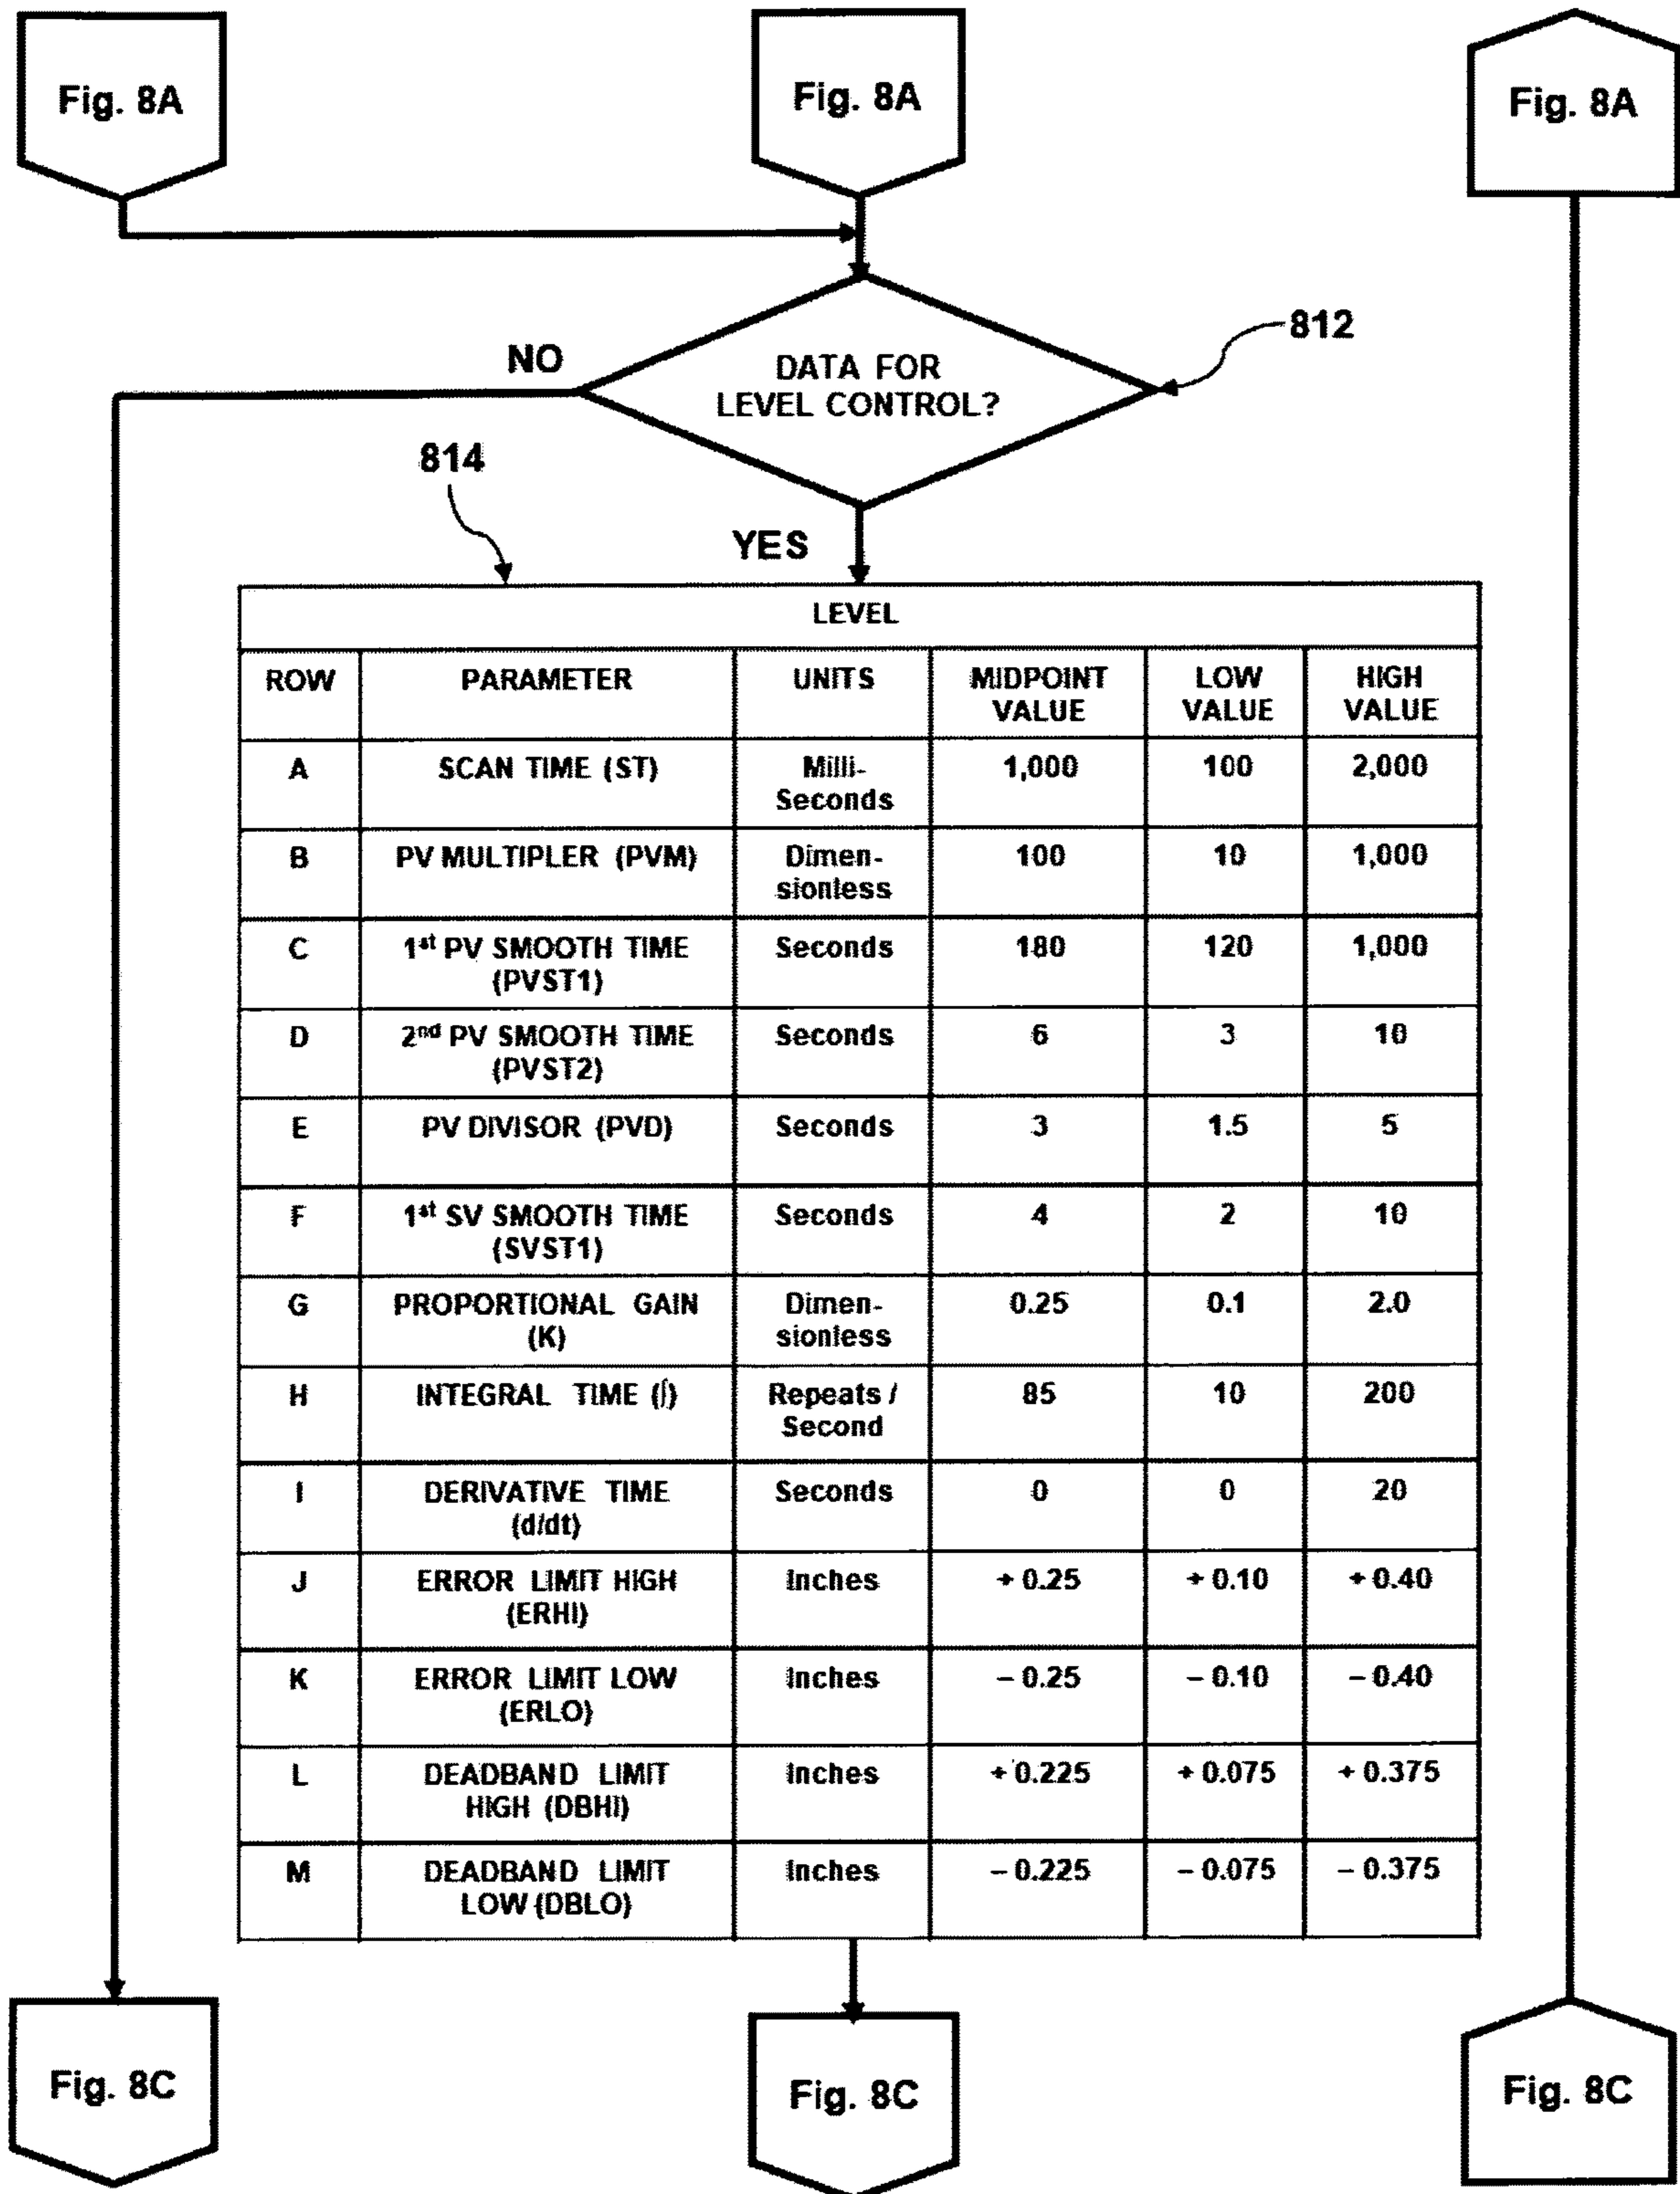 Fig. 8A
Fig. 8A
Fig. 8A
812
NO
DATA FOR
LEVEL CONTROL?
814
YES
LEVEL
ROW PARAMETER UNITS MIDPOINT VALUE LOW VALUE HIGH VALUE
A SCAN TIME (ST) Milli-Seconds 1,000 100 2,000
B PV MULTIPLER (PVM) Dimen-sionless 100 10 1,000
C 1st PV SMOOTH TIME (PVST1) Seconds 180 120 1,000
D 2nd PV SMOOTH TIME (PVST2) Seconds 6 3 10
E PV DIVISOR (PVD) Seconds 3 1.5 5
F 1st SV SMOOTH TIME (SVST1) Seconds 4 2 10
G PROPORTIONAL GAIN (K) Dimen-sionless 0.25 0.1 2.0
H INTEGRAL TIME (∫) Repeats / Second 85 10 200
I DERIVATIVE TIME (d/dt) Seconds 0 0 20
J ERROR LIMIT HIGH (ERHI) Inches + 0.25 + 0.10 + 0.40
K ERROR LIMIT LOW (ERLO) Inches – 0.25 – 0.10 – 0.40
L DEADBAND LIMIT HIGH (DBHI) Inches + 0.225 + 0.075 + 0.375
M DEADBAND LIMIT LOW (DBLO) Inches – 0.225 – 0.075 – 0.375
Fig. 8C
Fig. 8C
Fig. 8C